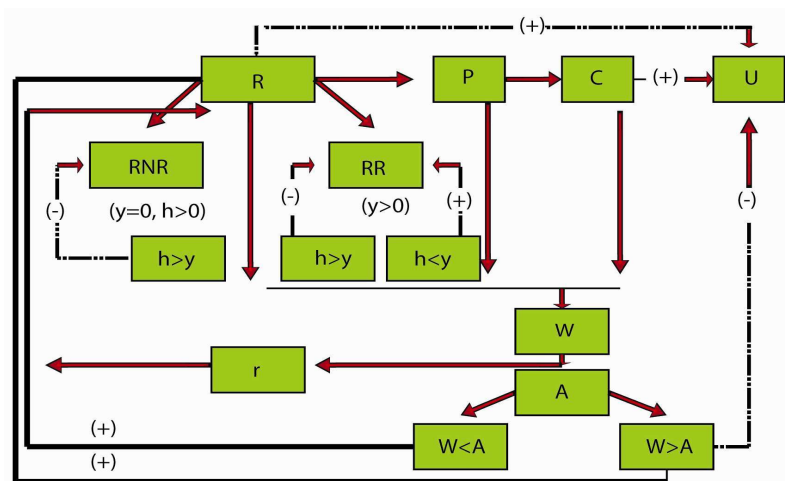 (+)
R
P
C
(+)
U
RNR
RR
(-)
(y=0, h>0)
(-)
(y>0)
(+)
(-)
h>y
h>y
h<y
W
r
A
(+)
W<A
W>A
(+)